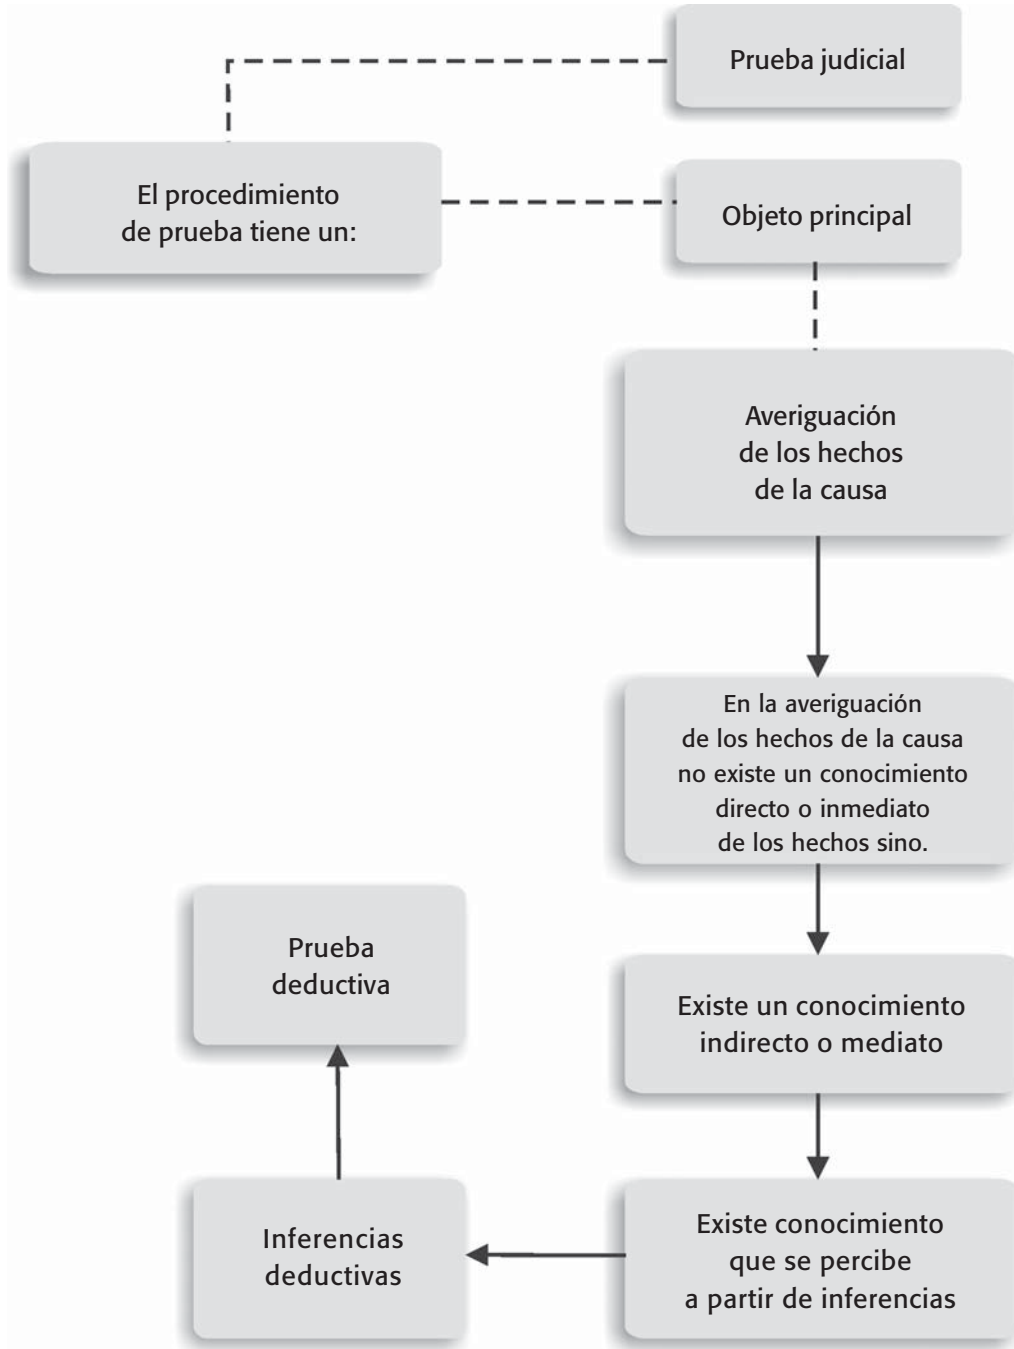 Prueba judicial
El procedimiento
de prueba tiene un:
Objeto principal
Averiguación
de los hechos
de la causa
En la averiguación
de los hechos de la causa
no existe un conocimiento
directo o inmediato
de los hechos sino.
Existe un conocimiento
indirecto o mediato
Existe conocimiento
que se percibe
a partir de inferencias
Inferencias
deductivas
Prueba
deductiva